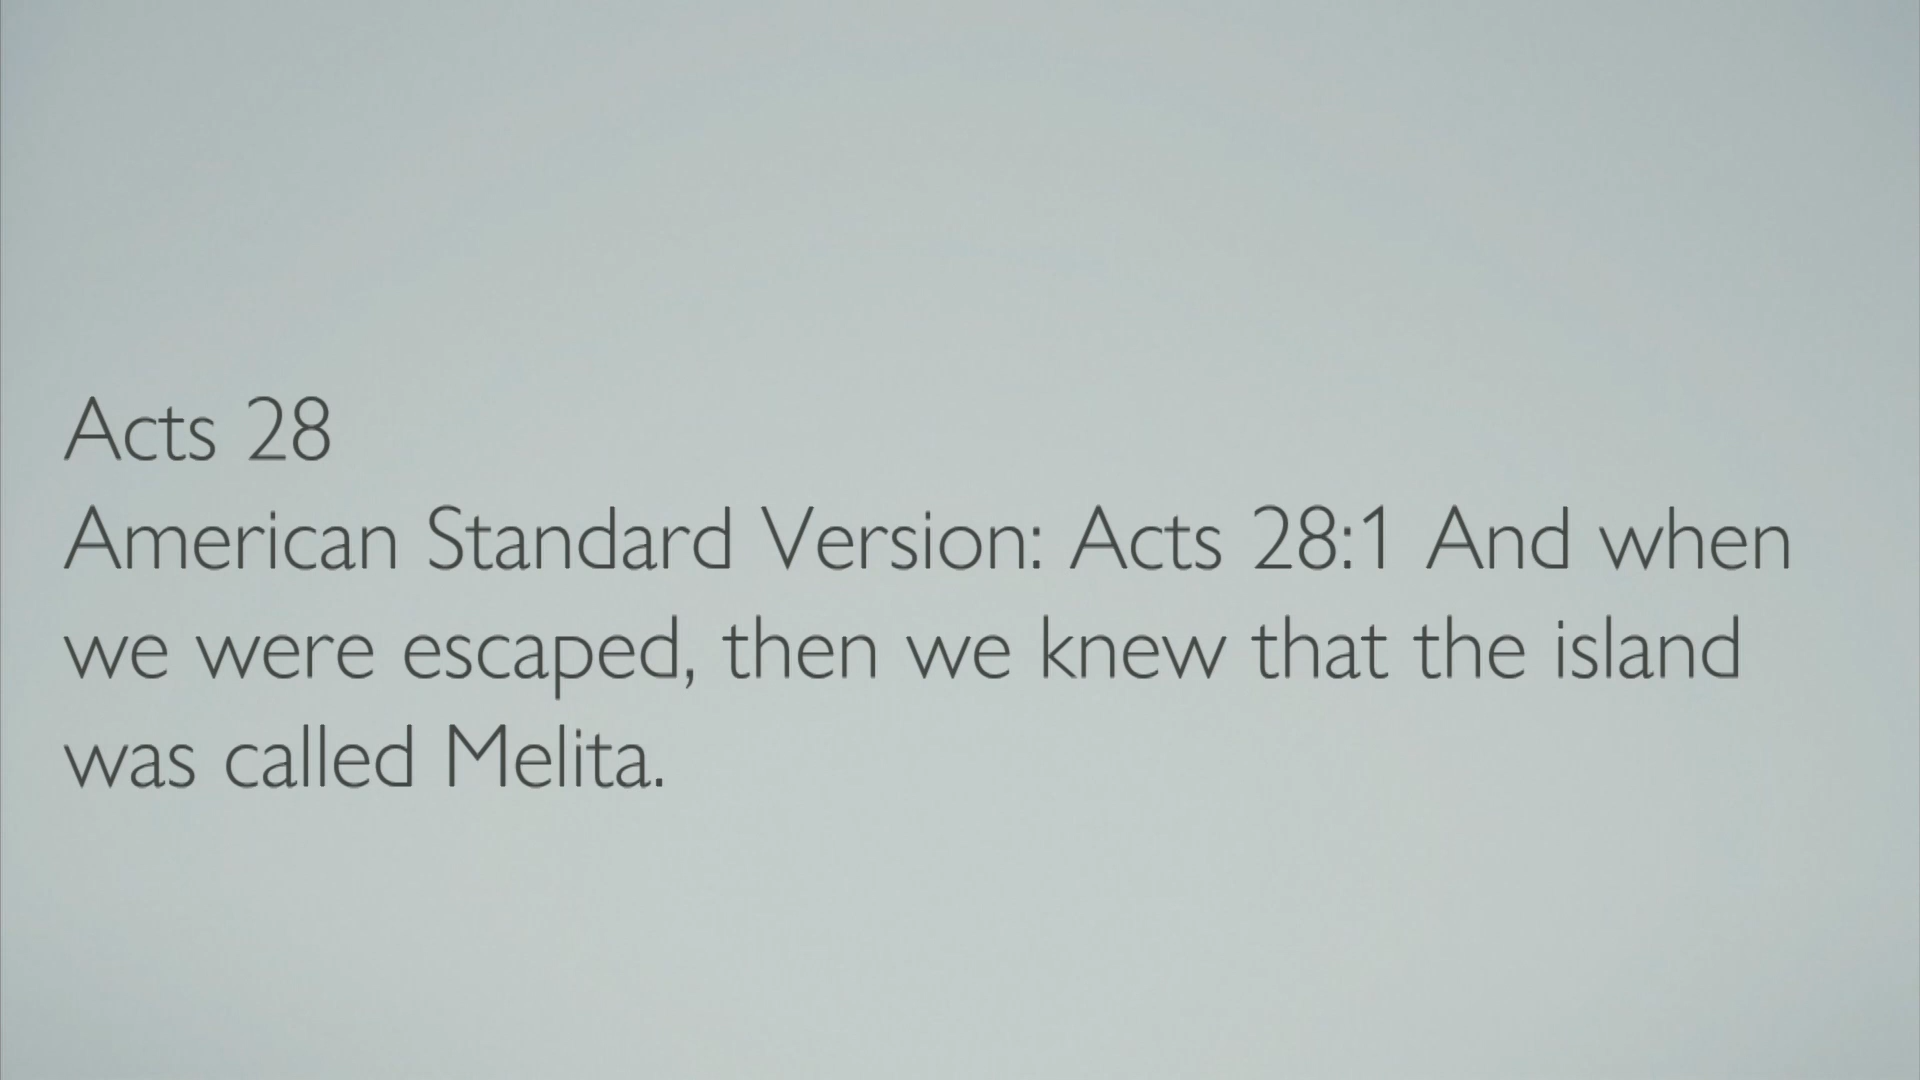 Acts 28
American Standard Version: Acts 28:1 And when
we were escaped, then we knew that the island
was called Melita.